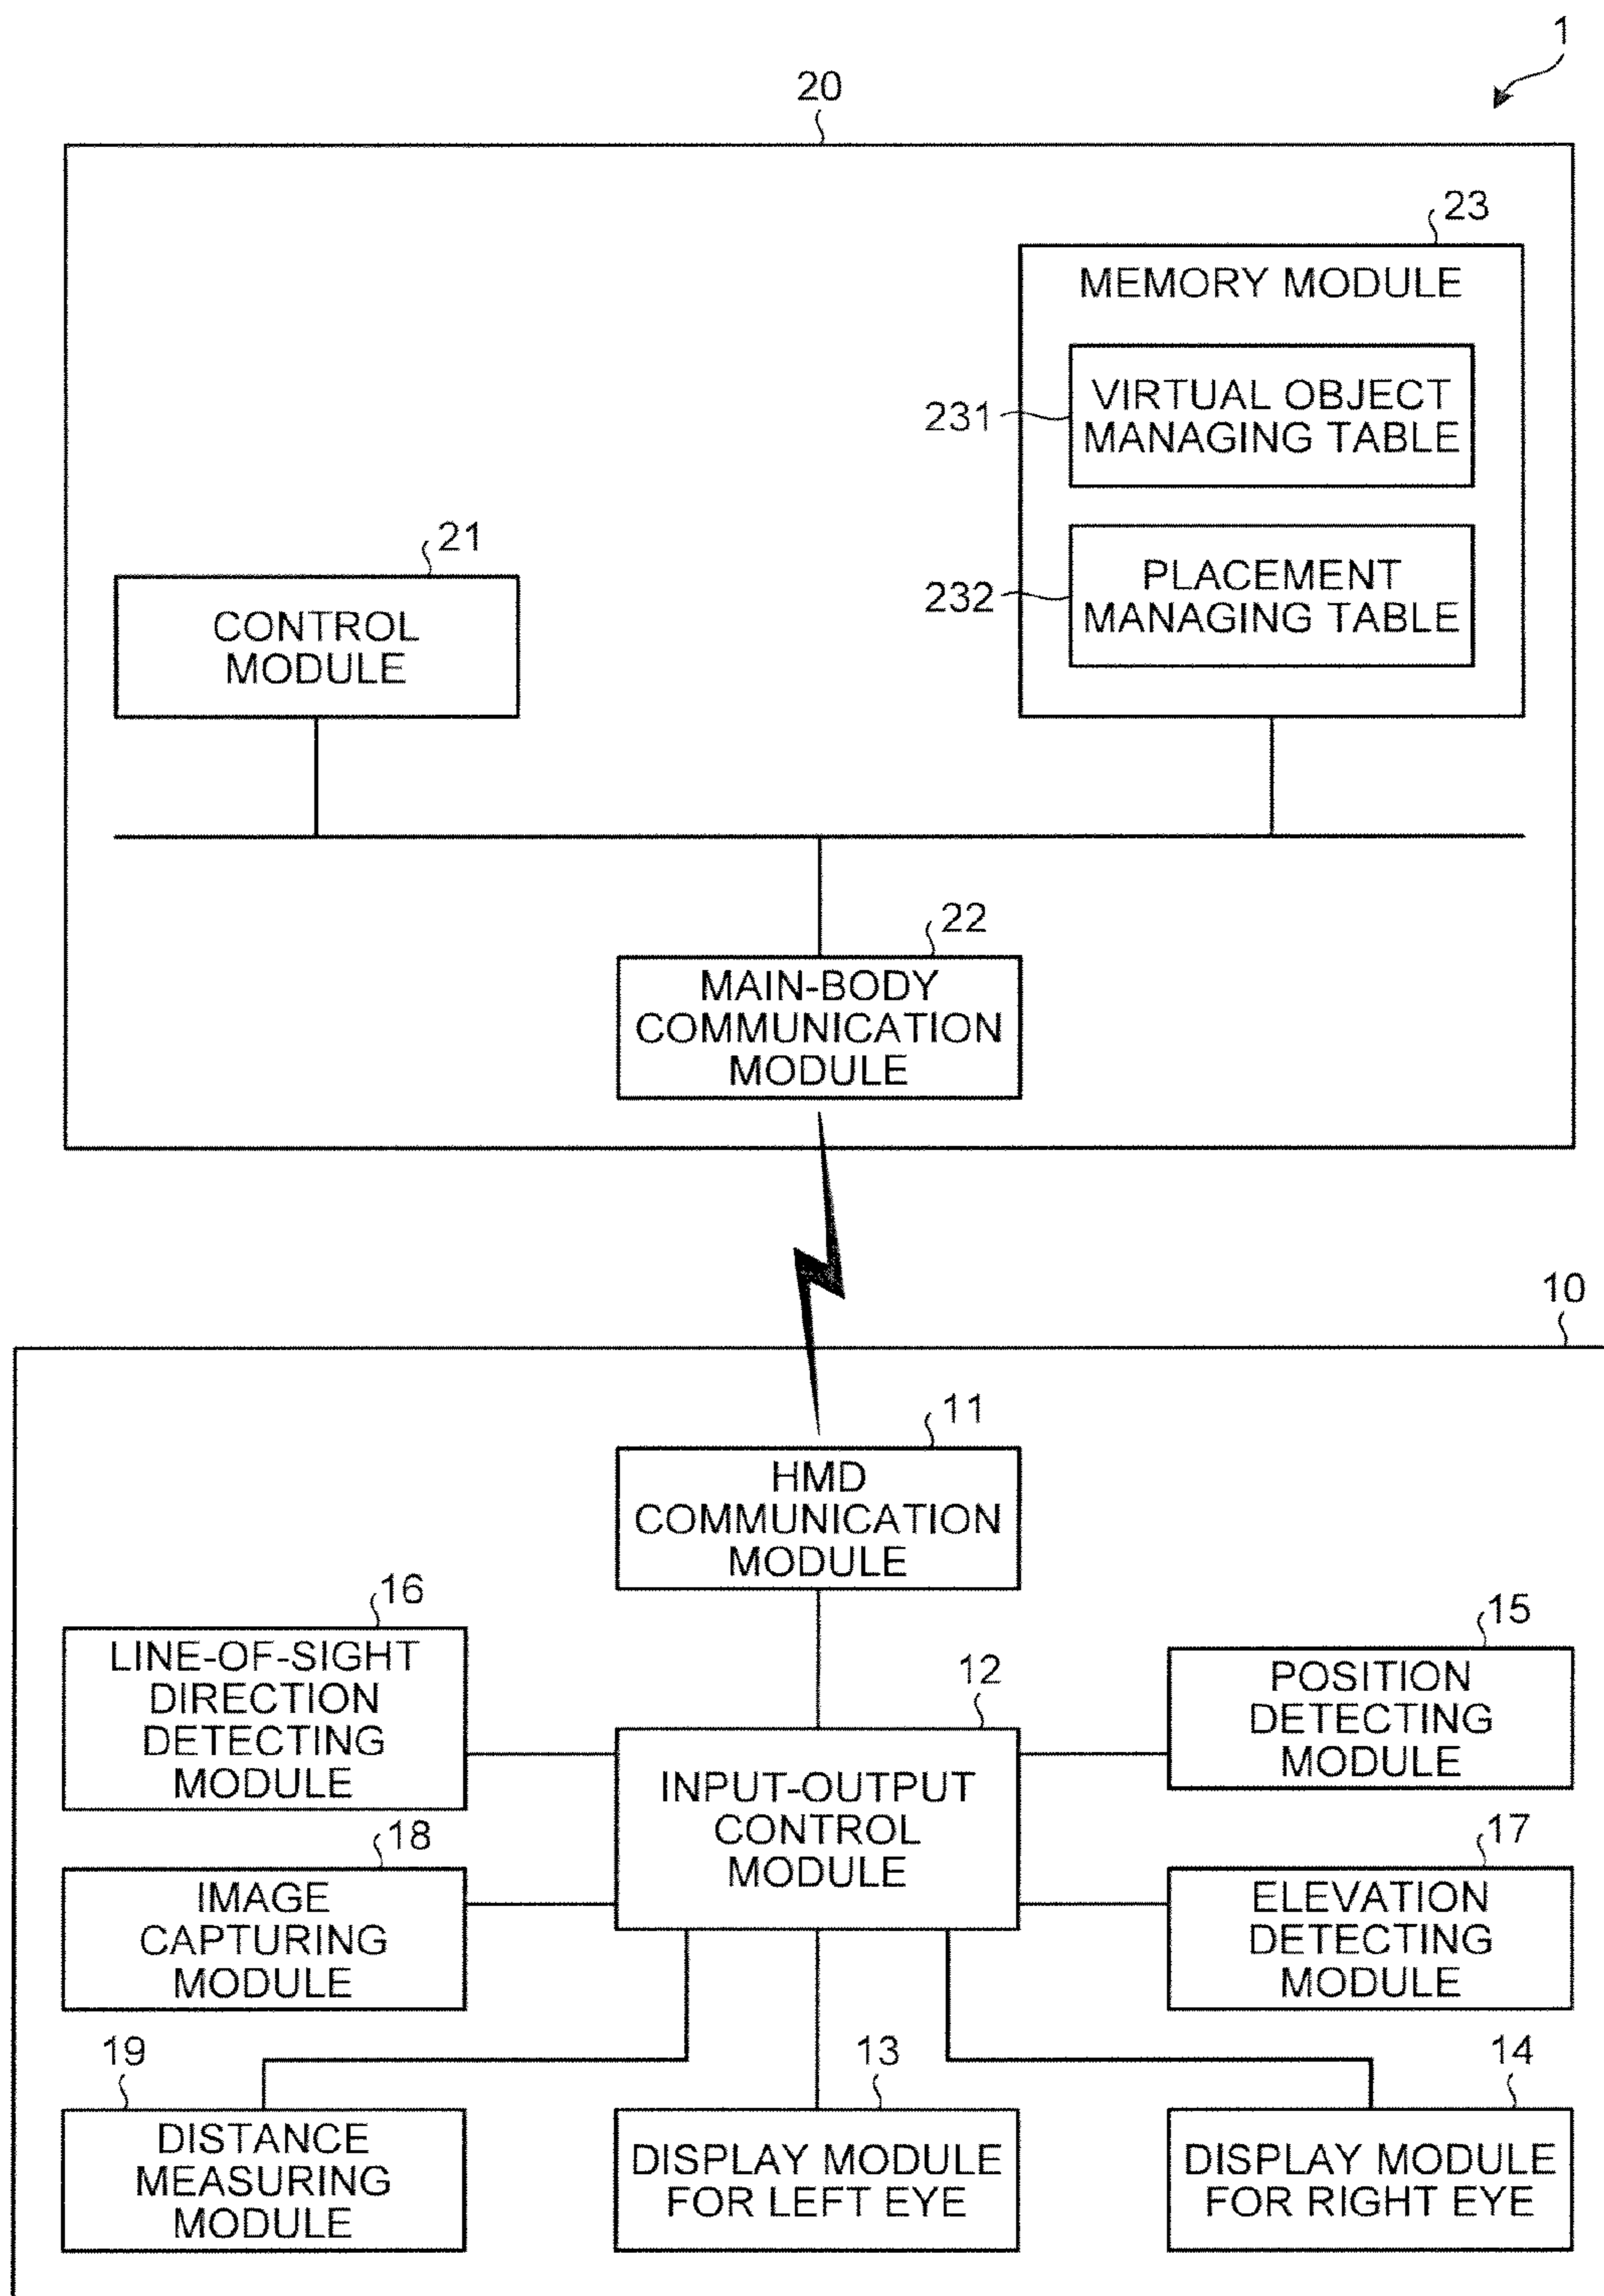 1
20
23
MEMORY MODULE
231
VIRTUAL OBJECT
MANAGING TABLE
232
PLACEMENT
MANAGING TABLE
21
CONTROL
MODULE
22
MAIN-BODY
COMMUNICATION
MODULE
10
11
HMD
COMMUNICATION
MODULE
16
LINE-OF-SIGHT
DIRECTION
DETECTING
MODULE
12
INPUT-OUTPUT
CONTROL
MODULE
15
POSITION
DETECTING
MODULE
18
IMAGE
CAPTURING
MODULE
17
ELEVATION
DETECTING
MODULE
19
DISTANCE
MEASURING
MODULE
13
DISPLAY MODULE
FOR LEFT EYE
14
DISPLAY MODULE
FOR RIGHT EYE